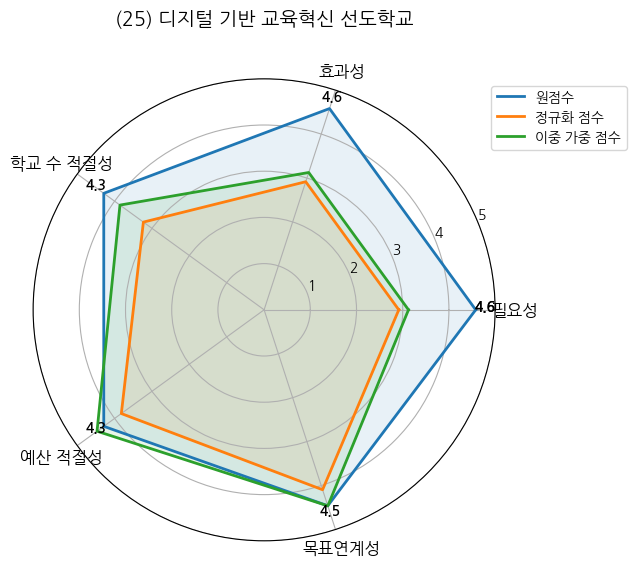 (25) 디지털 기반 교육혁신 선도학교
원점수
정규화 점수
이중 가중 점수
효과성
4.6
학교 수 적절성
4.3
5
4
3
2
1
4.6
필요성
4.3
예산 적절성
4.5
목표연계성